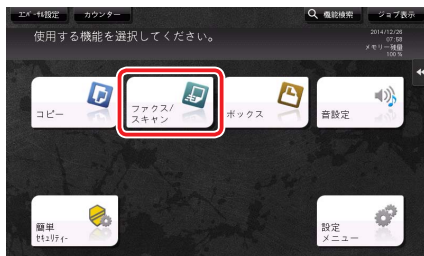 ﾕﾆﾊﾞｰｻﾙ設定 カウンター 機能検索 ジョブ表示
使用する機能を選択してください。
2014/12/26
07:58
メモリー残量
100 %
コピー
ファクス/
スキャン
ボックス
音設定
簡単
ｾｷｭﾘﾃｨｰ
設定
メニュー